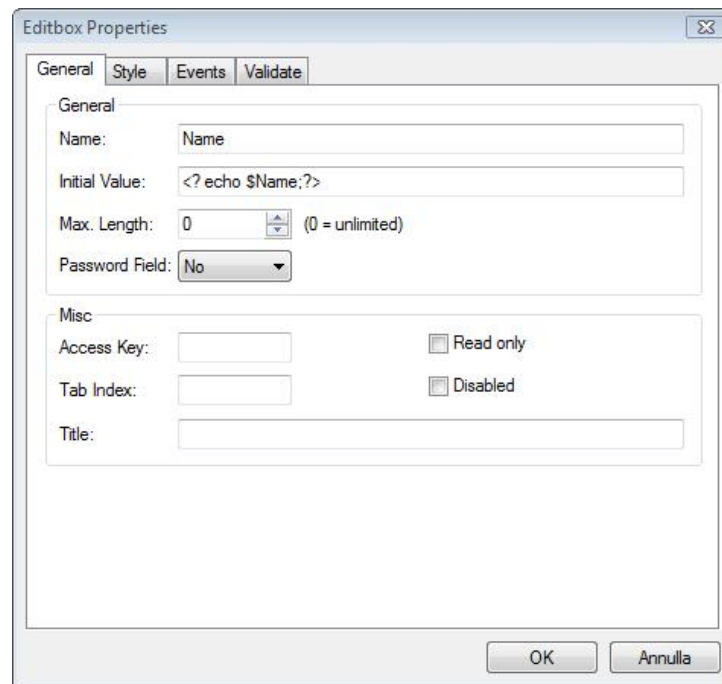 Editbox Properties
General Style Events Validate
General
Name: Name
Initial Value: <? echo $Name;?>
Max. Length: 0 (0 = unlimited)
Password Field: No
Misc
Access Key: Read only
Tab Index: Disabled
Title:
OK Annulla